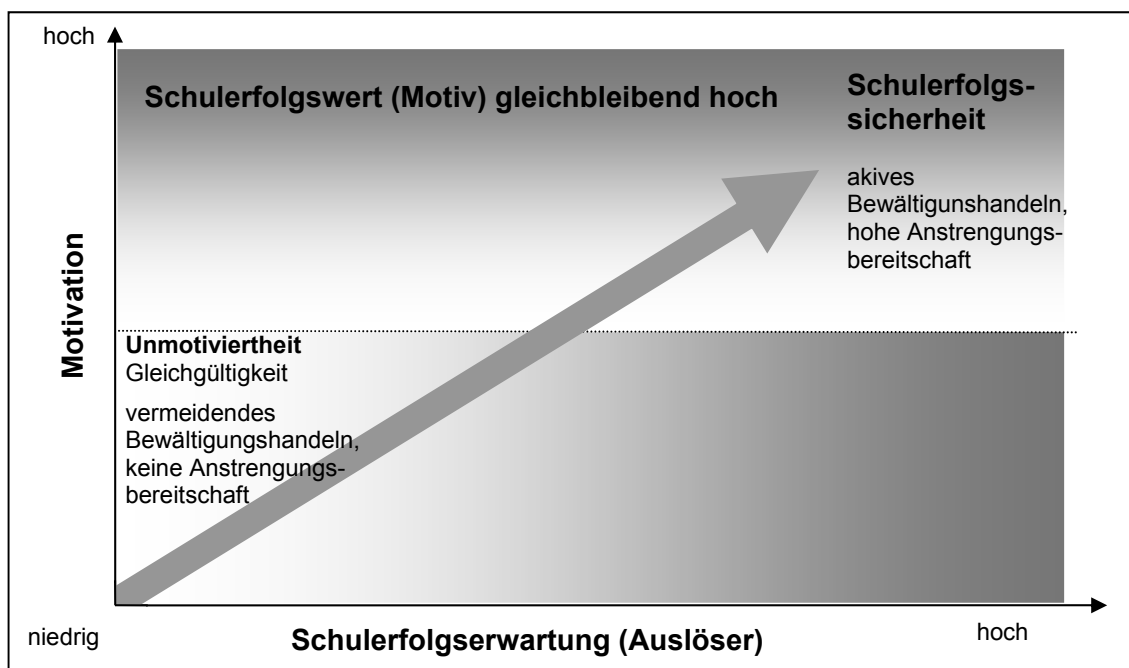 hoch
Schulerfolgswert (Motiv) gleichbleibend hoch
Schulerfolgs-
sicherheit
akives
Bewältigunshandeln,
hohe Anstrengungs-
bereitschaft
Motivation
Unmotiviertheit
Gleichgültigkeit
vermeidendes
Bewältigungshandeln,
keine Anstrengungs-
bereitschaft
niedrig
Schulerfolgserwartung (Auslöser)
hoch